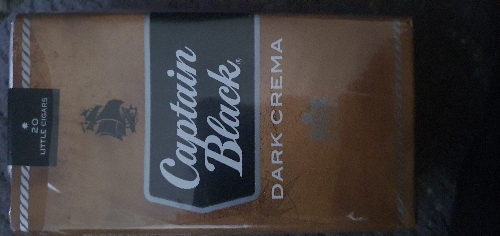 20
LITTLE CIGARS
Captain
Black
DARK CREMA